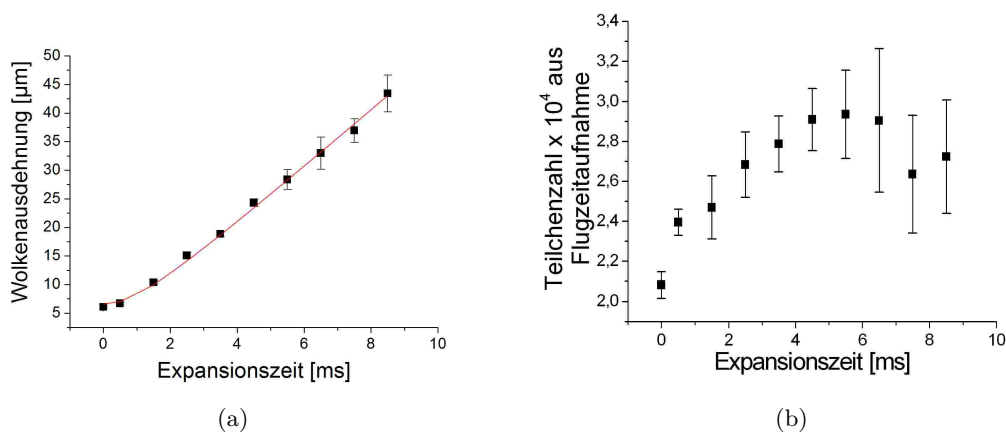 50
45
40
35
30
25
20
15
10
5
Wolkenausdehnung [µm]
0 2 4 6 8 10
Expansionszeit [ms]
(a)
3,4
3,2
3,0
2,8
2,6
2,4
2,2
2,0
Teilchenzahl x 10⁴ aus
Flugzeitaufnahme
0 2 4 6 8 10
Expansionszeit [ms]
(b)